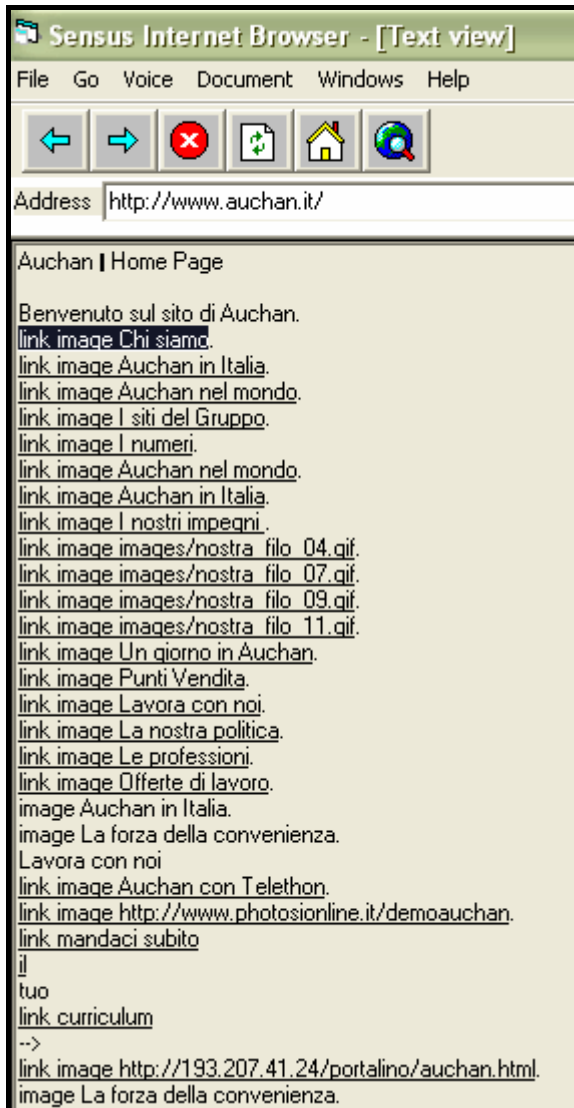 Sensus Internet Browser - [Text view]
File Go Voice Document Windows Help
Address http://www.auchan.it/
Auchan | Home Page
Benvenuto sul sito di Auchan.
link image Chi siamo.
link image Auchan in Italia.
link image Auchan nel mondo.
link image I siti del Gruppo.
link image I numeri.
link image Auchan nel mondo.
link image Auchan in Italia.
link image I nostri impegni .
link image images/nostra_filo_04.gif.
link image images/nostra_filo_07.gif.
link image images/nostra_filo_09.gif.
link image images/nostra_filo_11.gif.
link image Un giorno in Auchan.
link image Punti Vendita.
link image Lavora con noi.
link image La nostra politica.
link image Le professioni.
link image Offerte di lavoro.
image Auchan in Italia.
image La forza della convenienza.
Lavora con noi
link image Auchan con Telethon.
link image http://www.photosionline.it/demoauchan.
link mandaci subito
il
tuo
link curriculum
-->
link image http://193.207.41.24/portalino/auchan.html.
image La forza della convenienza.